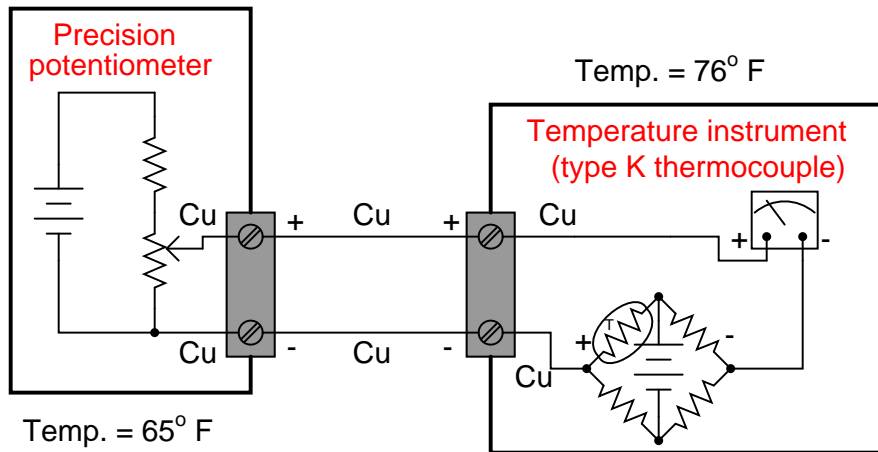 Precision
potentiometer
Temp. = 76° F
Temperature instrument
(type K thermocouple)
Cu + Cu + Cu
+ -
T
+ -
Cu - Cu -
Cu
Temp. = 65° F